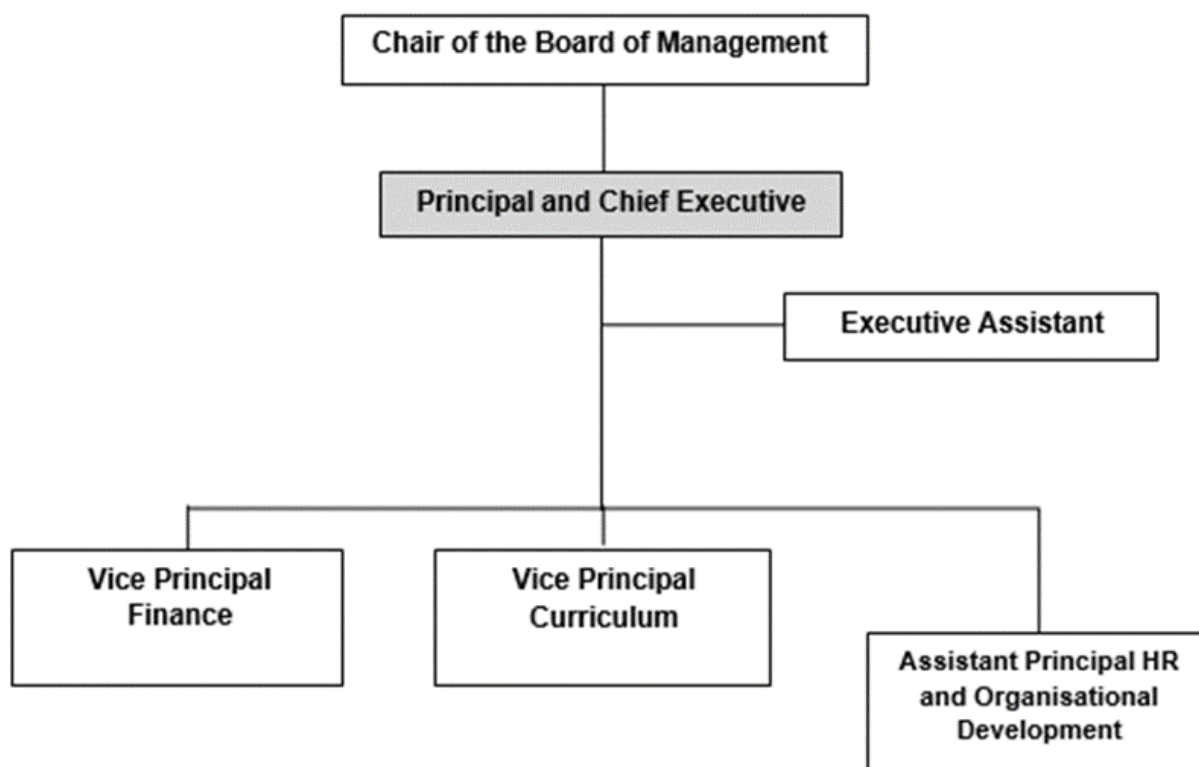 Chair of the Board of Management
Principal and Chief Executive
Executive Assistant
Vice Principal
Finance
Vice Principal
Curriculum
Assistant Principal HR
and Organisational
Development